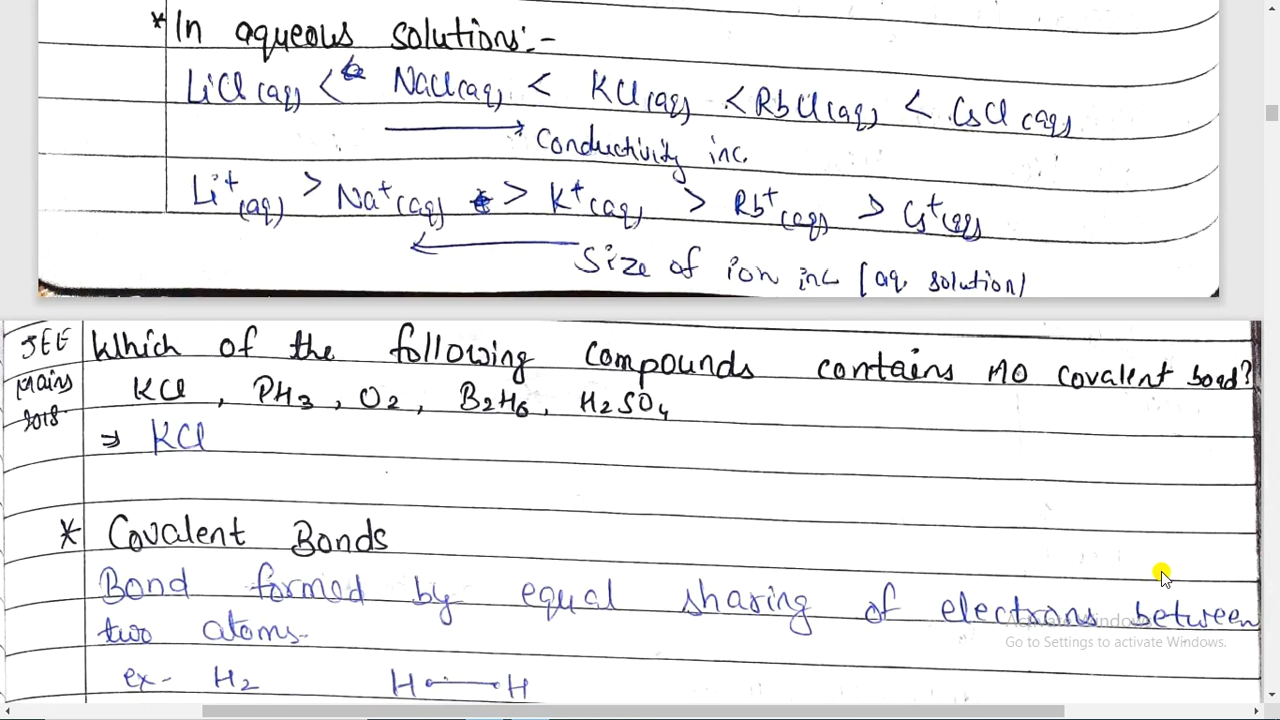 * In aqueous solutions:-
LiCl(aq) < NaCl(aq) < KCl(aq) < RbCl(aq) < CsCl(aq)
→ Conductivity inc.
Li⁺(aq) > Na⁺(aq) > K⁺(aq) > Rb⁺(aq) > Cs⁺(aq)
← Size of ion inc [aq. solution]
JEE Mains 2018
Which of the following compounds contains no covalent bond?
KCl, PH₃, O₂, B₂H₆, H₂SO₄
⇒ KCl
* Covalent Bonds
Bond formed by equal sharing of electrons between
two atoms.
ex- H₂ H—H
Activate Windows
Go to Settings to activate Windows.